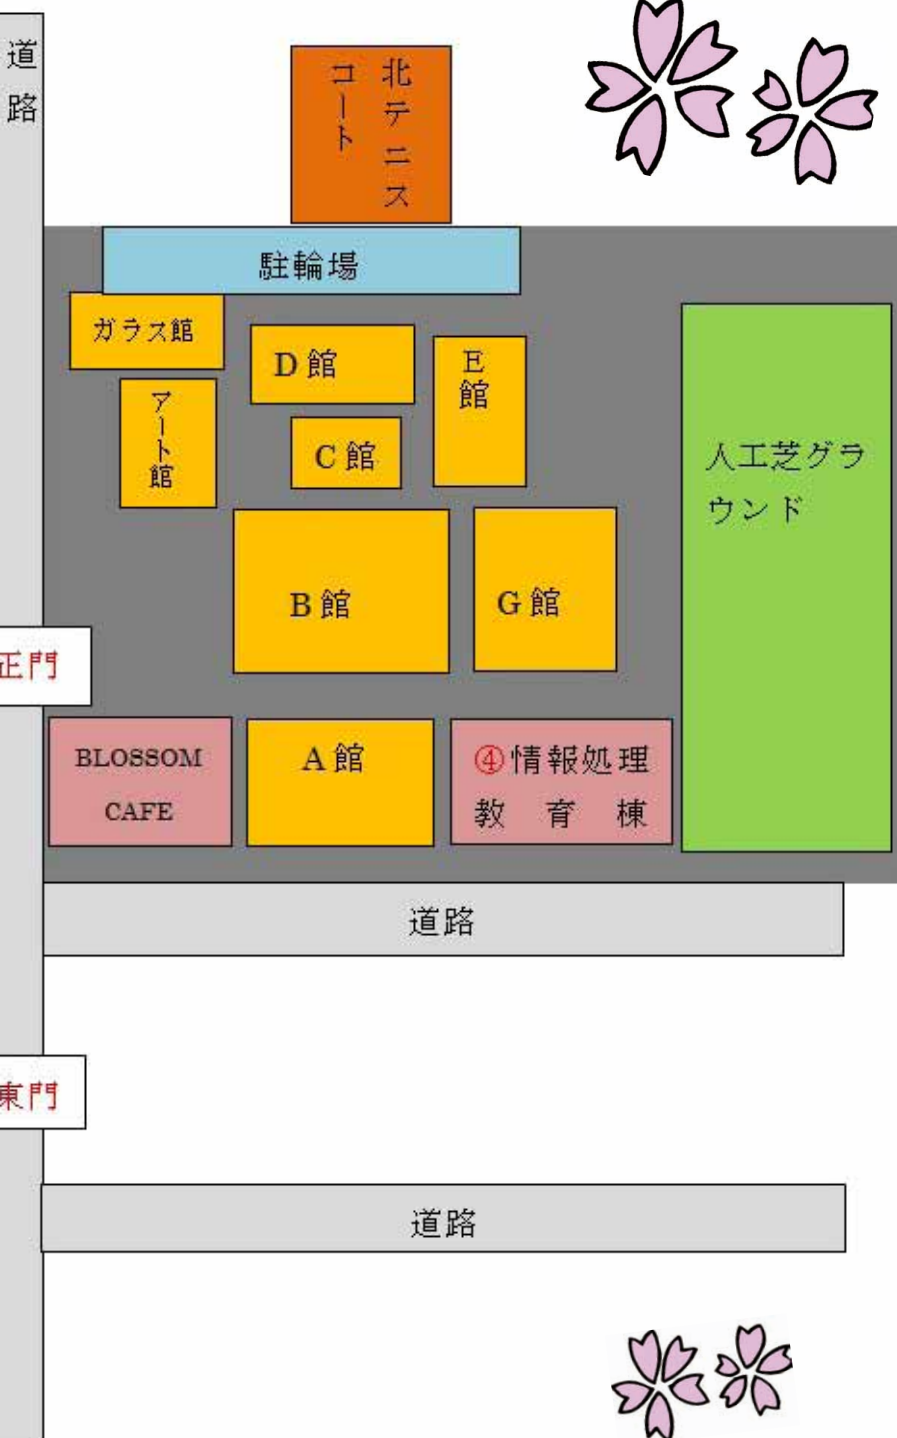 道
路
北テニス
コート
駐輪場
ガラス館
D館
E
館
アート館
C館
人工芝グラ
ウンド
B館
G館
正門
BLOSSOM
CAFE
A館
④情報処理
教育棟
道路
東門
道路